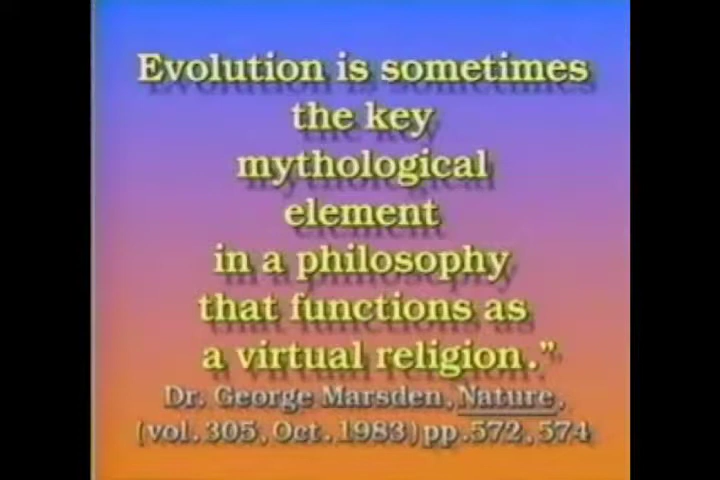 Evolution is sometimes
the key
mythological
element
in a philosophy
that functions as
a virtual religion."
Dr. George Marsden, Nature,
(vol. 305, Oct. 1983) pp. 572, 574